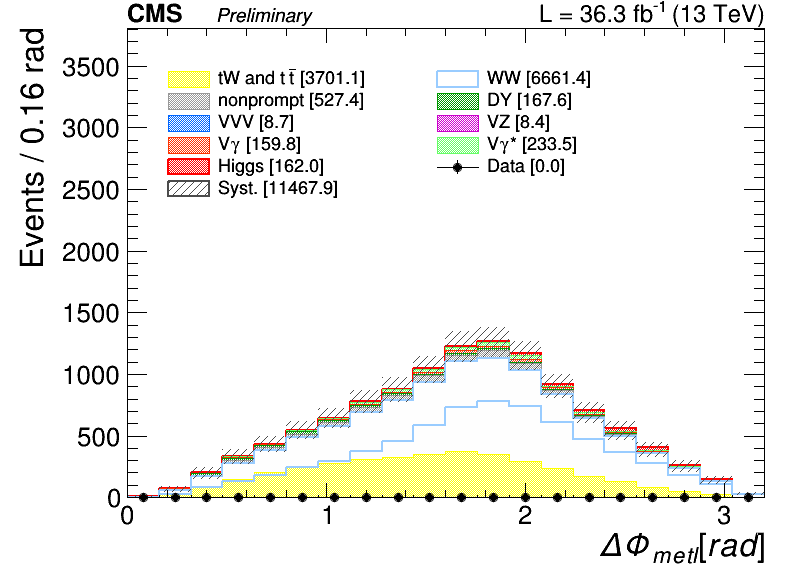 CMS Preliminary L = 36.3 fb⁻¹ (13 TeV)
Events / 0.16 rad
3500
3000
2500
2000
1500
1000
500
0
tW and t t̅ [3701.1]
nonprompt [527.4]
VVV [8.7]
Vγ [159.8]
Higgs [162.0]
Syst. [11467.9]
WW [6661.4]
DY [167.6]
VZ [8.4]
Vγ* [233.5]
Data [0.0]
0 1 2 3
ΔΦmetl[rad]